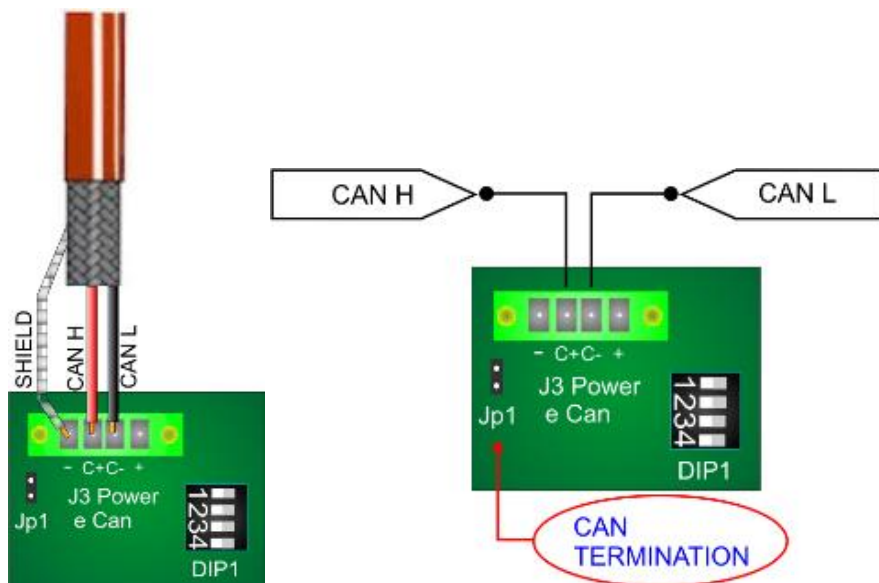 SHIELD
CAN H
CAN L
- C+ C- +
J3 Power
e Can
Jp1
1234
DIP1
CAN H
CAN L
- C+ C- +
J3 Power
e Can
Jp1
1234
DIP1
CAN
TERMINATION